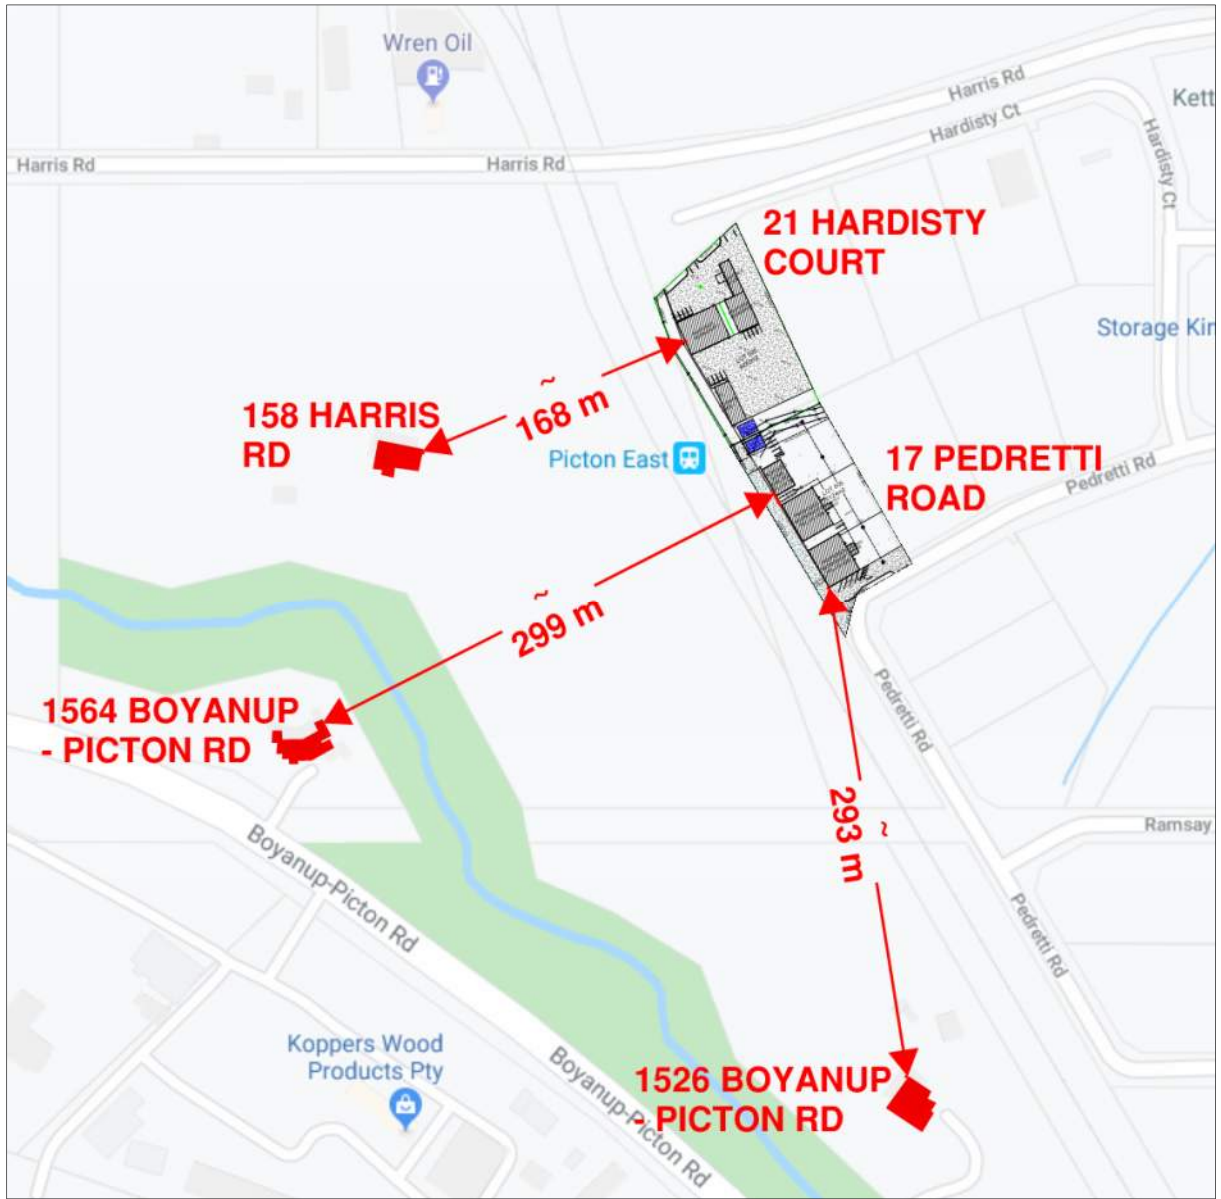 Wren Oil
Harris Rd
Hardisty Ct
Kett
Harris Rd
Harris Rd
Hardisty Ct
21 HARDISTY
COURT
Storage Kin
~
168 m
158 HARRIS
RD
Picton East
17 PEDRETTI
ROAD
Pedretti Rd
~
299 m
1564 BOYANUP
- PICTON RD
Pedretti Rd
~
293 m
Ramsay
Boyanup-Picton Rd
Pedretti Rd
Koppers Wood
Products Pty
Boyanup-Picton Rd
1526 BOYANUP
- PICTON RD